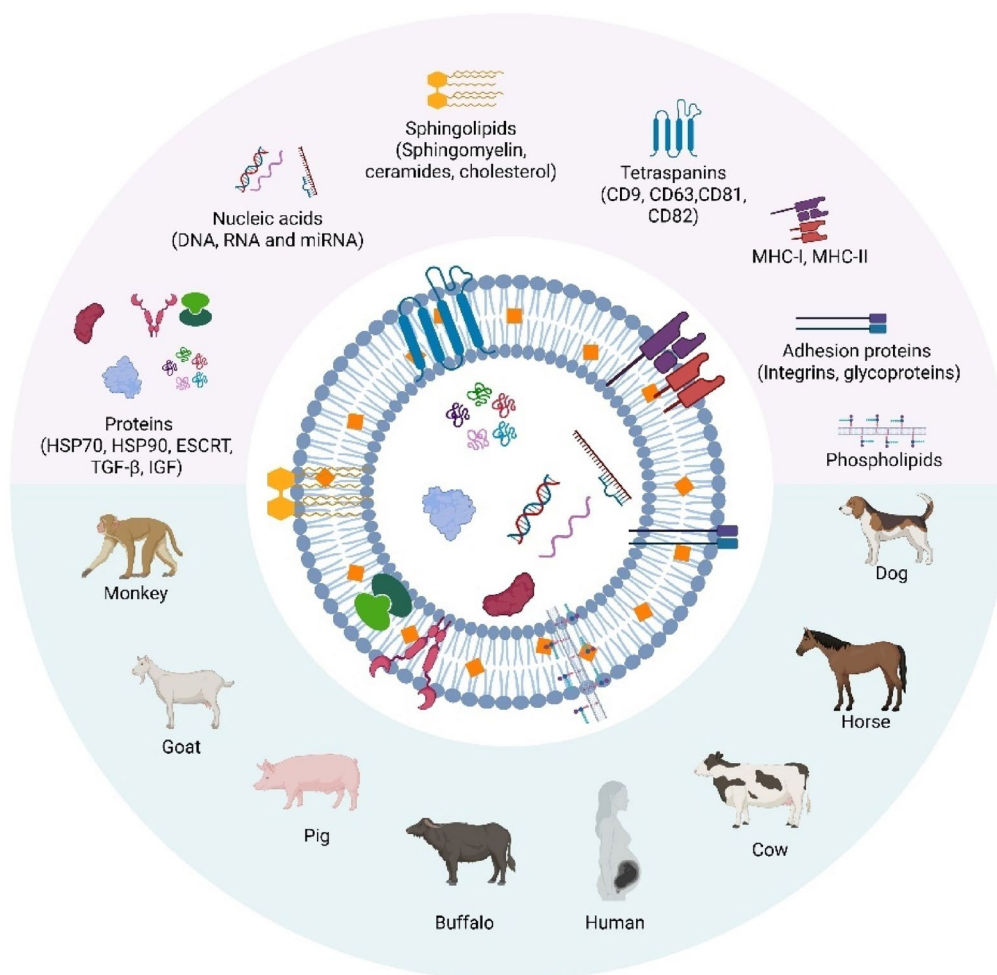 Sphingolipids
(Sphingomyelin,
ceramides, cholesterol)
Tetraspanins
(CD9, CD63,CD81,
CD82)
Nucleic acids
(DNA, RNA and miRNA)
MHC-I, MHC-II
Adhesion proteins
(Integrins, glycoproteins)
Proteins
(HSP70, HSP90, ESCRT,
TGF-β, IGF)
Phospholipids
Monkey
Dog
Goat
Horse
Pig
Cow
Buffalo
Human